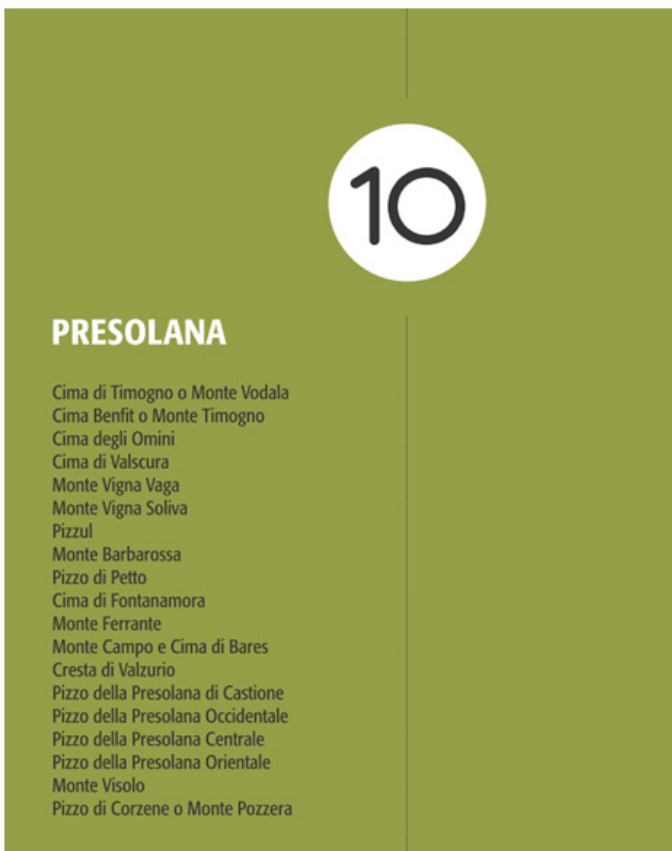 10
PRESOLANA
Cima di Timogno o Monte Vodala
Cima Benfit o Monte Timogno
Cima degli Omini
Cima di Valscura
Monte Vigna Vaga
Monte Vigna Soliva
Pizzul
Monte Barbarossa
Pizzo di Petto
Cima di Fontanamora
Monte Ferrante
Monte Campo e Cima di Bares
Cresta di Valzurio
Pizzo della Presolana di Castione
Pizzo della Presolana Occidentale
Pizzo della Presolana Centrale
Pizzo della Presolana Orientale
Monte Visolo
Pizzo di Corzene o Monte Pozzera